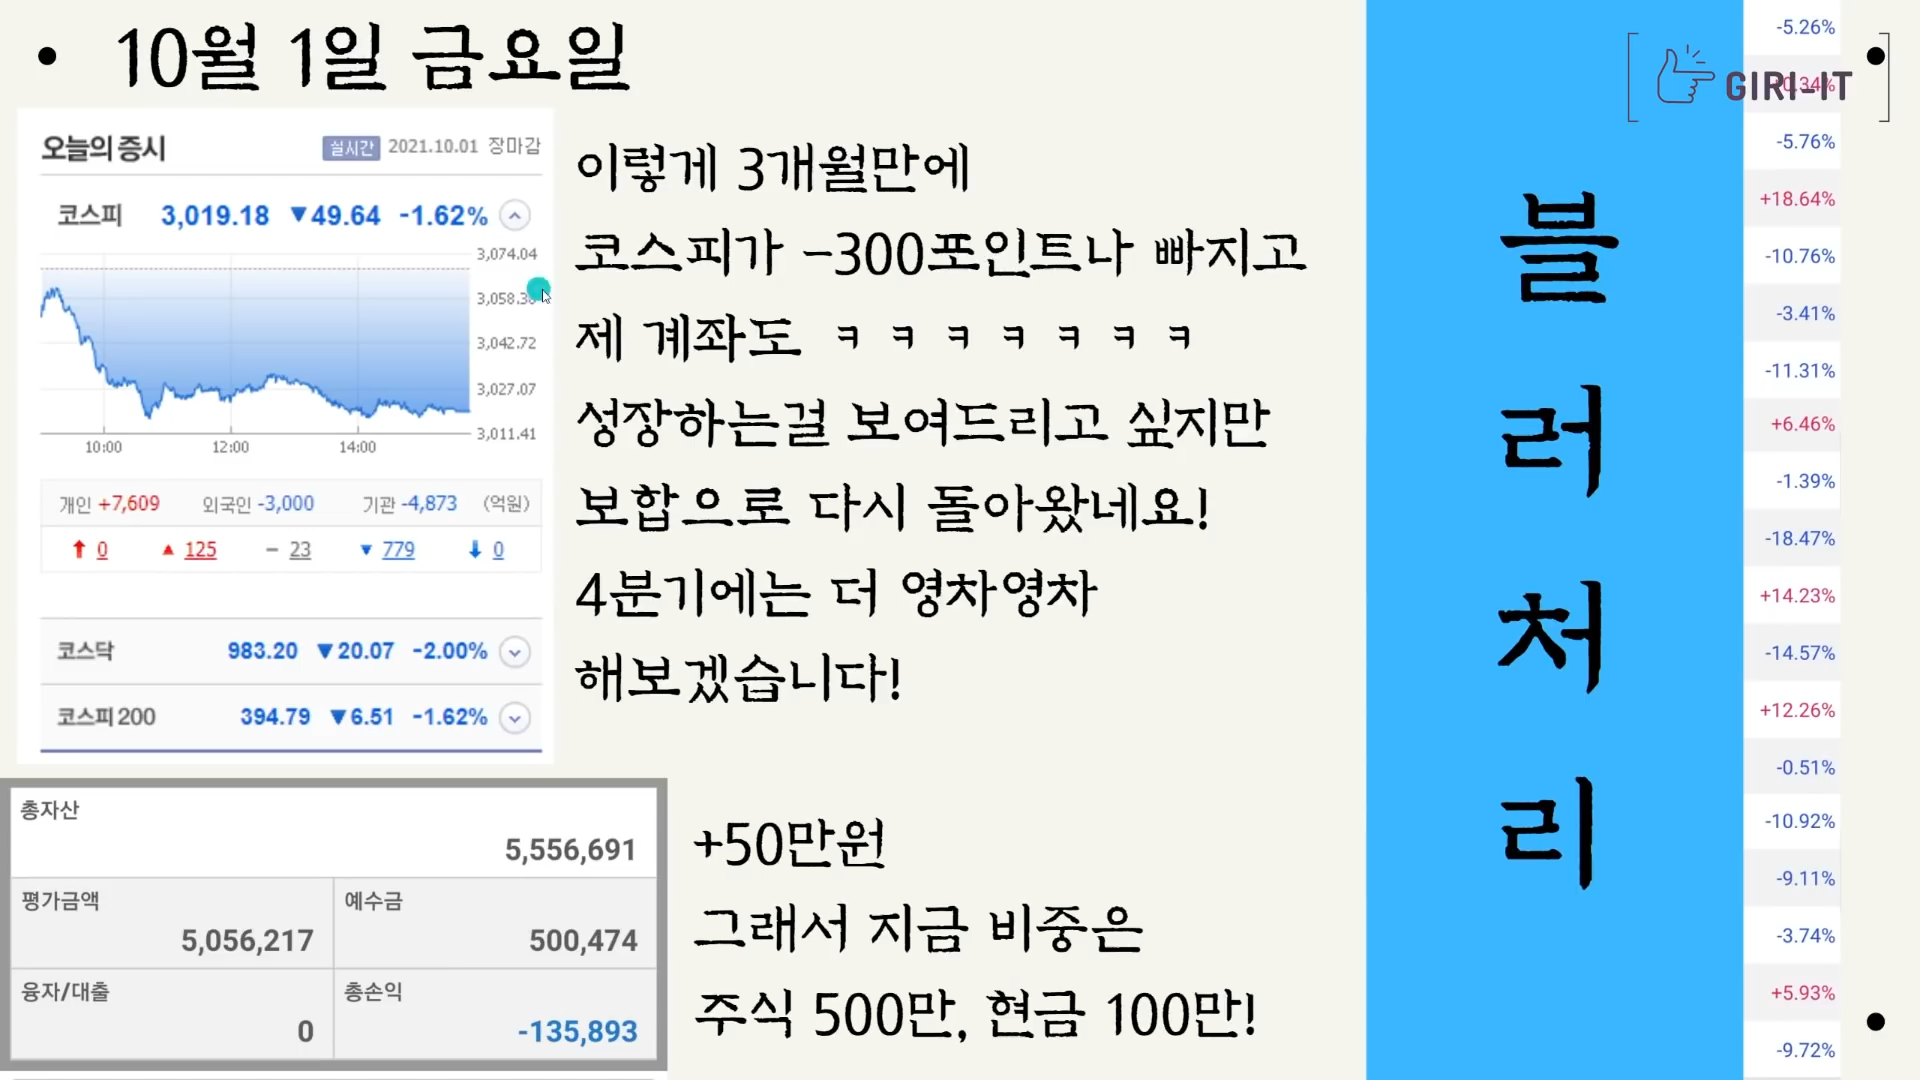 • 10월 1일 금요일
오늘의 증시 실시간 2021.10.01 장마감
코스피 3,019.18 ▼49.64 -1.62%
3,074.04
3,042.72
3,027.07
3,011.41
10:00 12:00 14:00
개인 +7,609 외국인 -3,000 기관 -4,873 (억원)
↑ 0 ▲ 125 − 23 ▼ 779 ↓ 0
코스닥 983.20 ▼20.07 -2.00%
코스피 200 394.79 ▼6.51 -1.62%
이렇게 3개월만에
코스피가 -300포인트나 빠지고
제 계좌도 ㅋㅋㅋㅋㅋㅋㅋ
성장하는걸 보여드리고 싶지만
보합으로 다시 돌아왔네요!
4분기에는 더 영차영차
해보겠습니다!
총자산
5,556,691
평가금액 예수금
5,056,217 500,474
융자/대출 총손익
0 -135,893
+50만원
그래서 지금 비중은
주식 500만, 현금 100만!
블
러
처
리
GIRI-IT
-5.26%
-5.76%
+18.64%
-10.76%
-3.41%
-11.31%
+6.46%
-1.39%
-18.47%
+14.23%
-14.57%
+12.26%
-0.51%
-10.92%
-9.11%
-3.74%
+5.93%
-9.72%